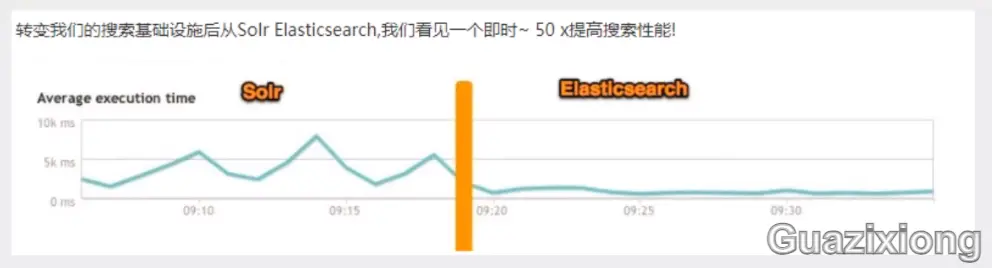 转变我们的搜索基础设施后从Solr Elasticsearch,我们看见一个即时~ 50 x提高搜索性能!
Solr
Elasticsearch
Average execution time
10k ms
5k ms
0 ms
09:10
09:15
09:20
09:25
09:30
Guazixiong